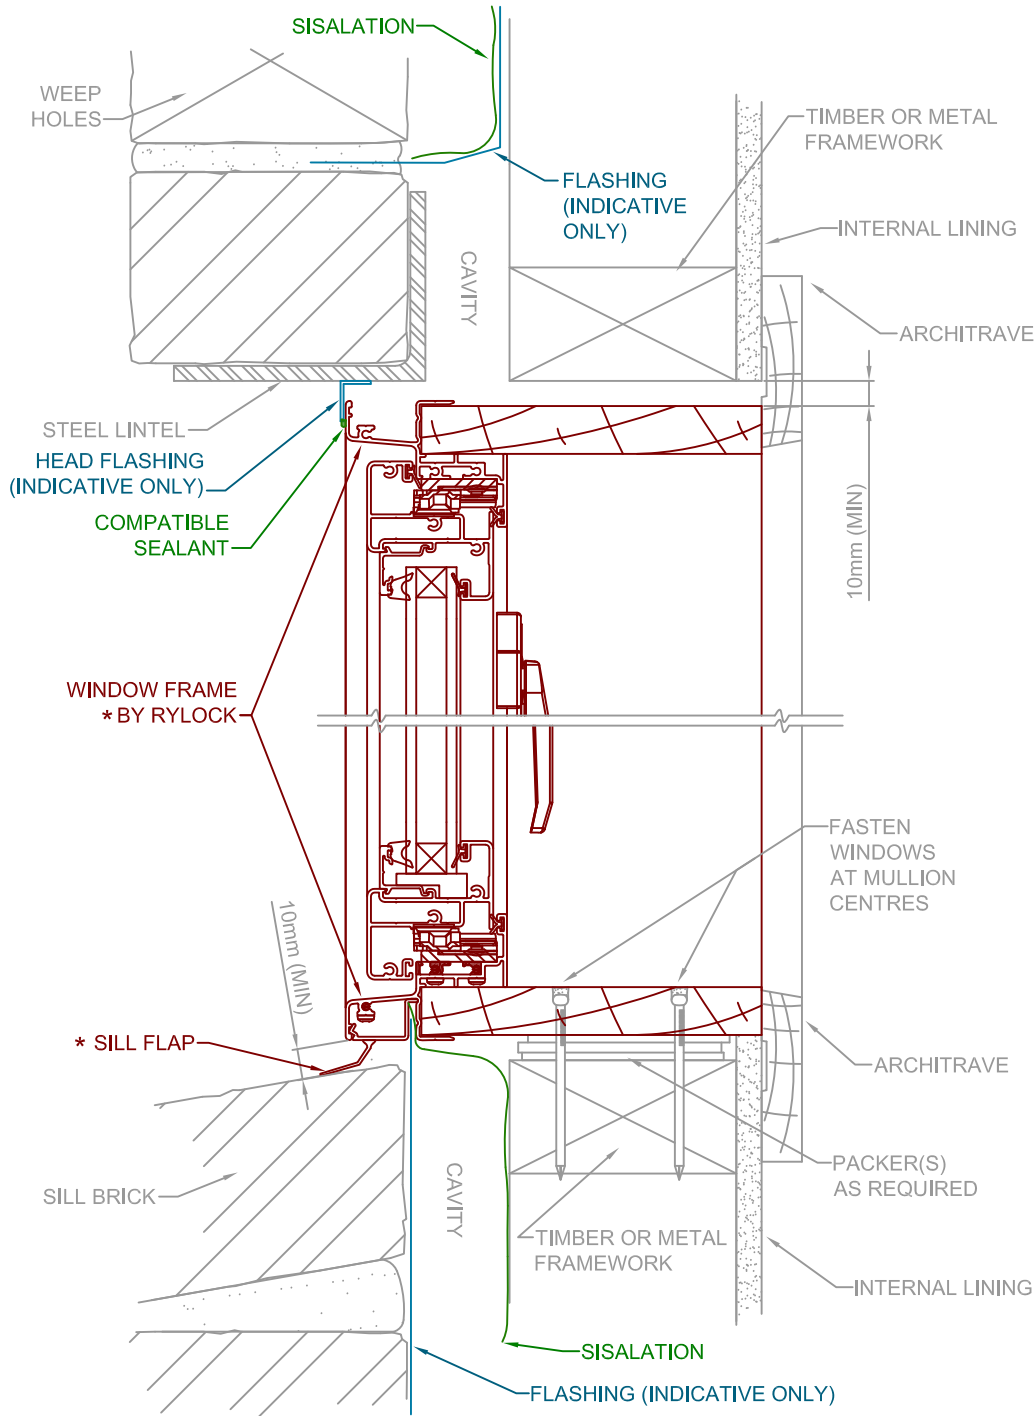 SISALATION
WEEP
HOLES
TIMBER OR METAL
FRAMEWORK
FLASHING
(INDICATIVE
ONLY)
INTERNAL LINING
CAVITY
ARCHITRAVE
STEEL LINTEL
HEAD FLASHING
(INDICATIVE ONLY)
COMPATIBLE
SEALANT
10mm (MIN)
WINDOW FRAME
* BY RYLOCK
FASTEN
WINDOWS
AT MULLION
CENTRES
10mm (MIN)
* SILL FLAP
ARCHITRAVE
SILL BRICK
CAVITY
PACKER(S)
AS REQUIRED
TIMBER OR METAL
FRAMEWORK
INTERNAL LINING
SISALATION
FLASHING (INDICATIVE ONLY)